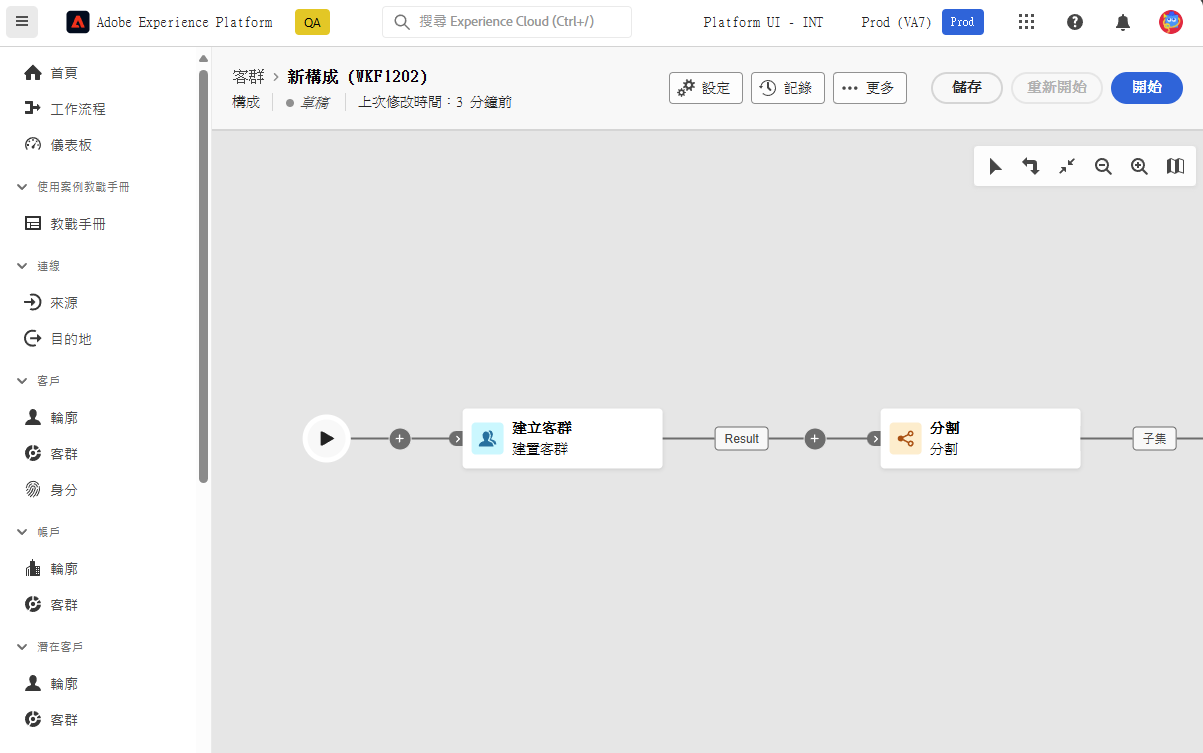 Adobe Experience Platform
QA
搜尋 Experience Cloud (Ctrl+/)
Platform UI - INT
Prod (VA7)
Prod
首頁
工作流程
儀表板
使用案例教戰手冊
教戰手冊
連線
來源
目的地
客戶
輪廓
客群
身分
帳戶
輪廓
客群
潛在客戶
輪廓
客群
客群 › 新構成 (WKF1202)
構成
草稿
上次修改時間：3 分鐘前
設定
記錄
更多
儲存
重新開始
開始
建立客群
建置客群
Result
分割
分割
子集